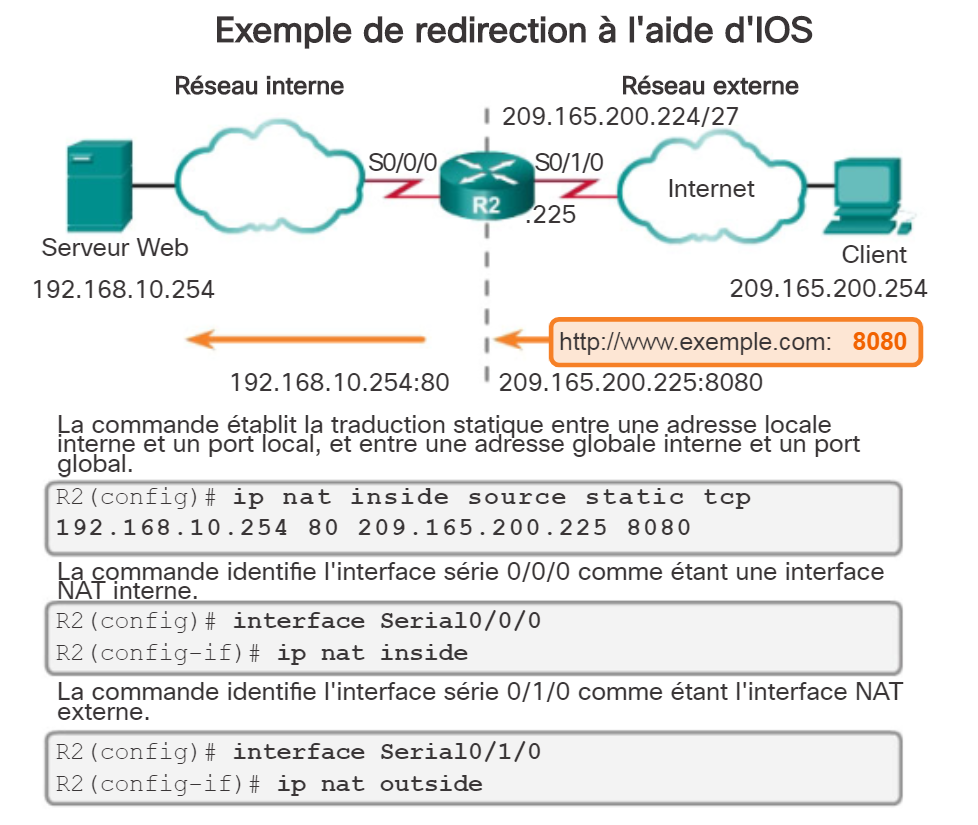 Exemple de redirection à l'aide d'IOS
Réseau interne
Réseau externe
209.165.200.224/27
S0/0/0
S0/1/0
Internet
R2
.225
Serveur Web
Client
192.168.10.254
209.165.200.254
http://www.exemple.com: 8080
192.168.10.254:80
209.165.200.225:8080
La commande établit la traduction statique entre une adresse locale
interne et un port local, et entre une adresse globale interne et un port
global.
R2(config)# ip nat inside source static tcp
192.168.10.254 80 209.165.200.225 8080
La commande identifie l'interface série 0/0/0 comme étant une interface
NAT interne.
R2(config)# interface Serial0/0/0
R2(config-if)# ip nat inside
La commande identifie l'interface série 0/1/0 comme étant l'interface NAT
externe.
R2(config)# interface Serial0/1/0
R2(config-if)# ip nat outside